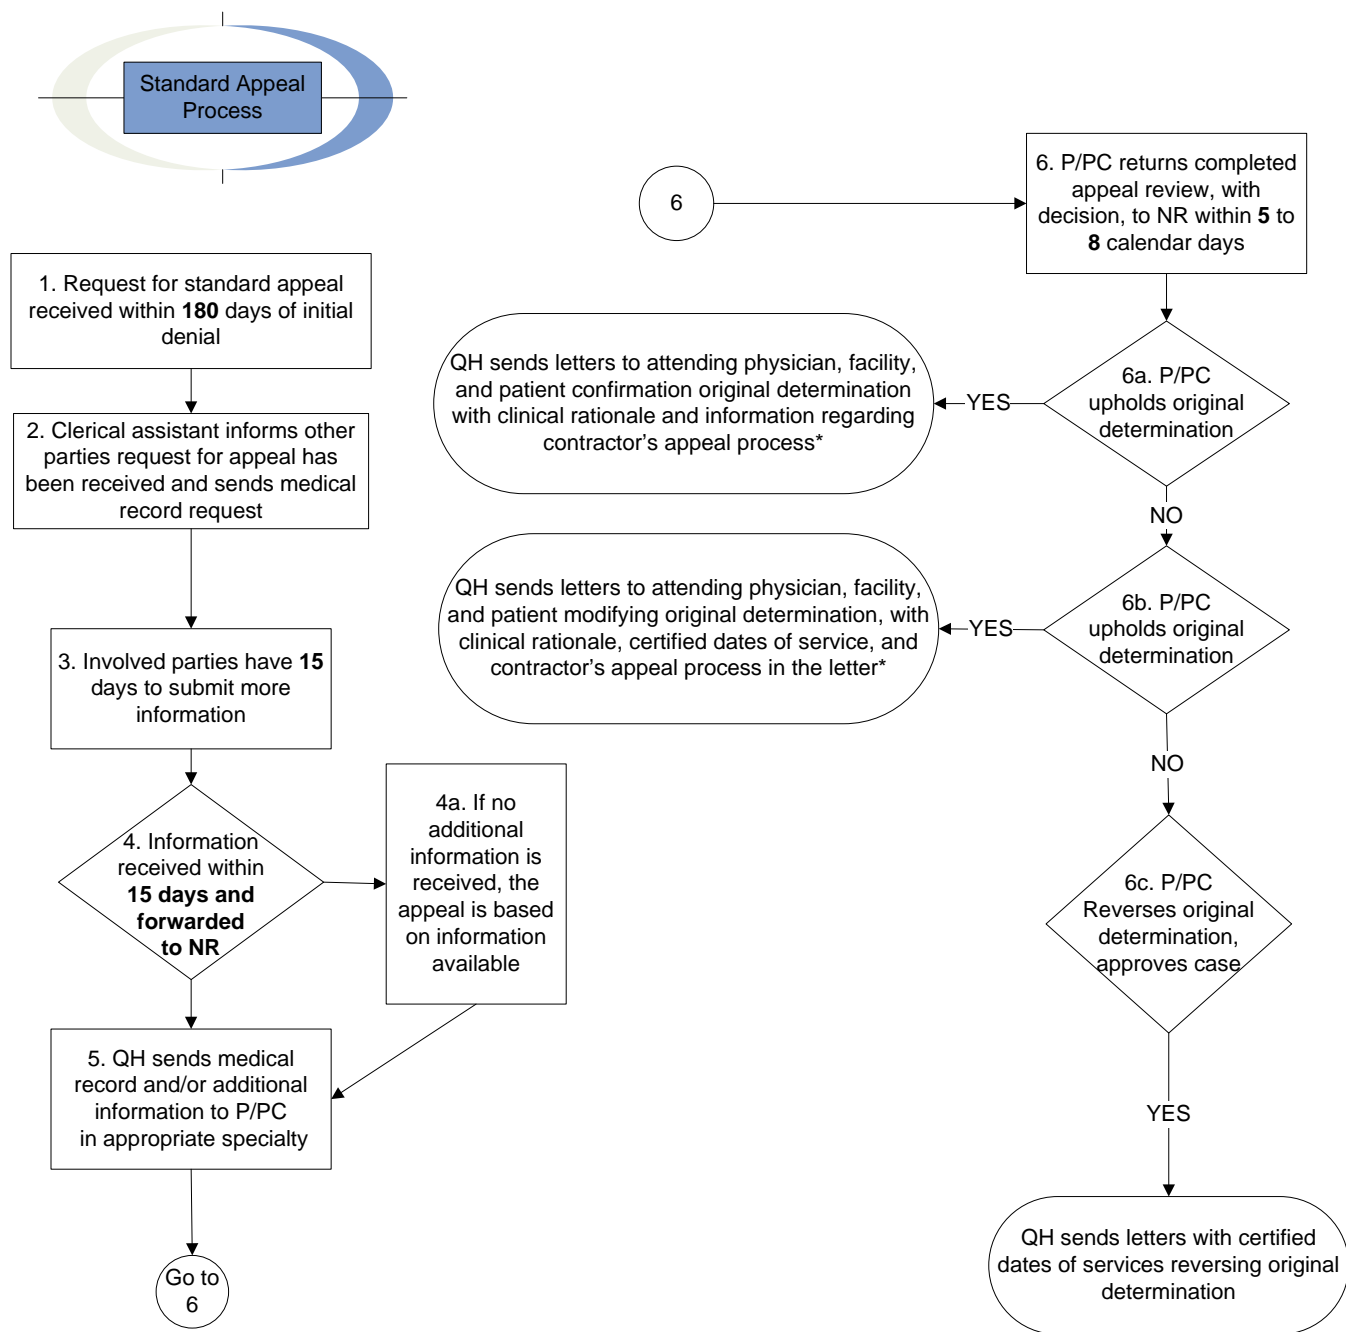 Standard Appeal
Process
1. Request for standard appeal
received within 180 days of initial
denial
2. Clerical assistant informs other
parties request for appeal has
been received and sends medical
record request
3. Involved parties have 15
days to submit more
information
4. Information
received within
15 days and
forwarded
to NR
4a. If no
additional
information is
received, the
appeal is based
on information
available
5. QH sends medical
record and/or additional
information to P/PC
in appropriate specialty
Go to
6
6
6. P/PC returns completed
appeal review, with
decision, to NR within 5 to
8 calendar days
6a. P/PC
upholds original
determination
YES
QH sends letters to attending physician, facility,
and patient confirmation original determination
with clinical rationale and information regarding
contractor’s appeal process*
NO
6b. P/PC
upholds original
determination
YES
QH sends letters to attending physician, facility,
and patient modifying original determination, with
clinical rationale, certified dates of service, and
contractor’s appeal process in the letter*
NO
6c. P/PC
Reverses original
determination,
approves case
YES
QH sends letters with certified
dates of services reversing original
determination